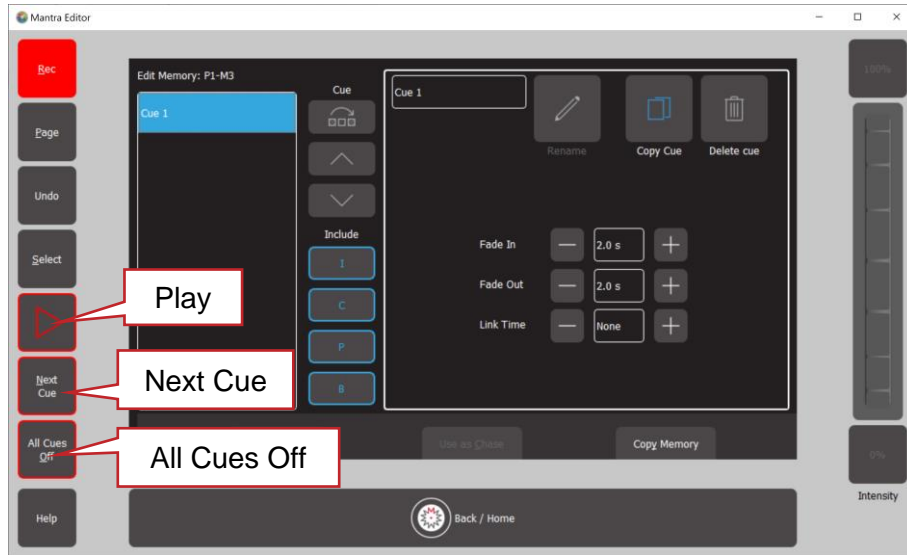 Mantra Editor
Rec
Page
Undo
Select
Play
Next
Cue
Next Cue
All Cues
Off
All Cues Off
Help
Edit Memory: P1-M3
Cue 1
Cue
Include
I
C
P
B
Cue 1
Rename
Copy Cue
Delete cue
Fade In
2.0 s
Fade Out
2.0 s
Link Time
None
Use as Chase
Copy Memory
Back / Home
100%
0%
Intensity